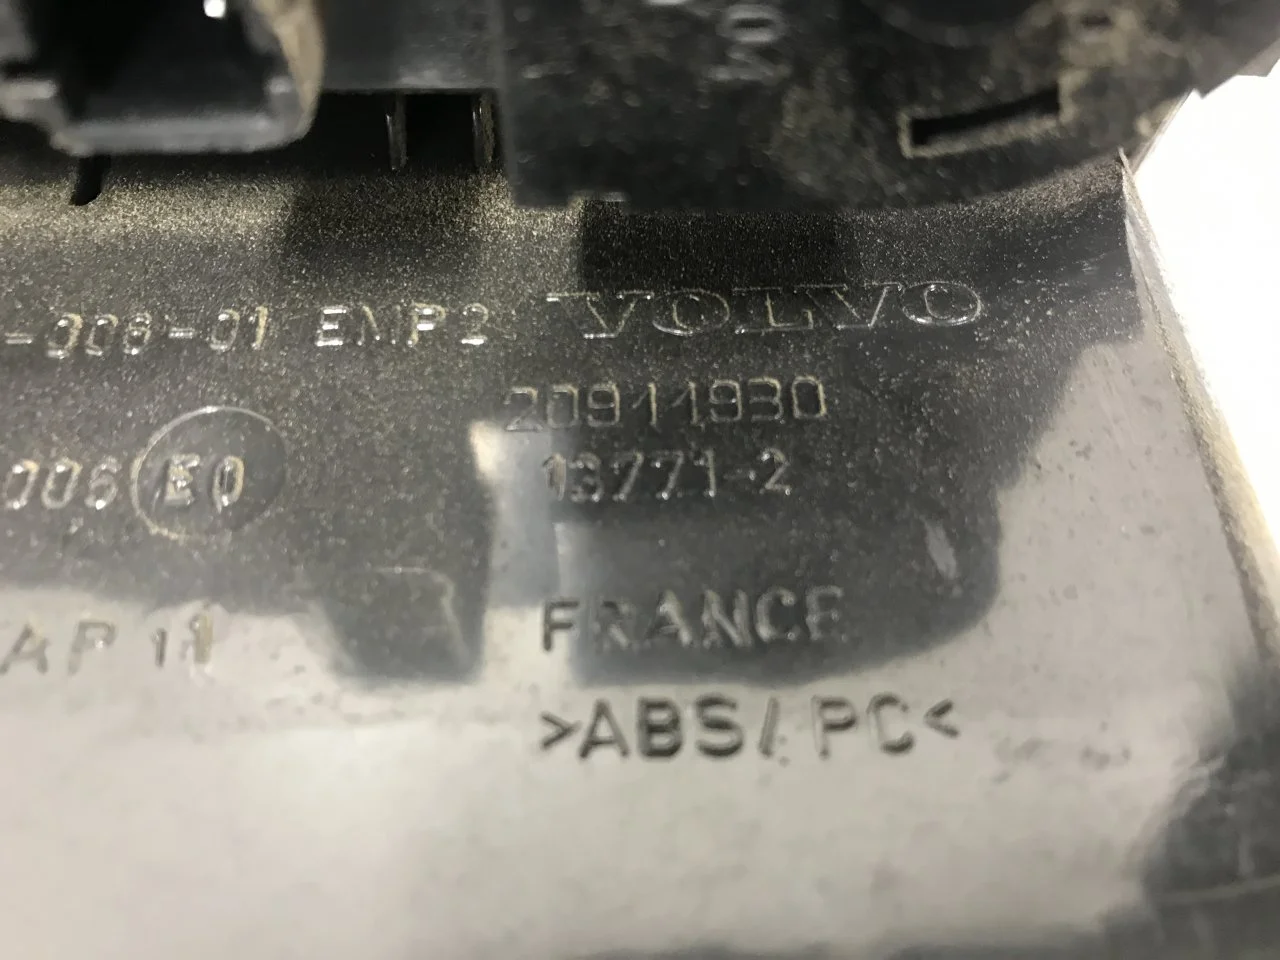 -008-01 EMP2 VOLVO
20911930
006 E0 13771-2
FRANCE
AP 11
>ABS/PC<